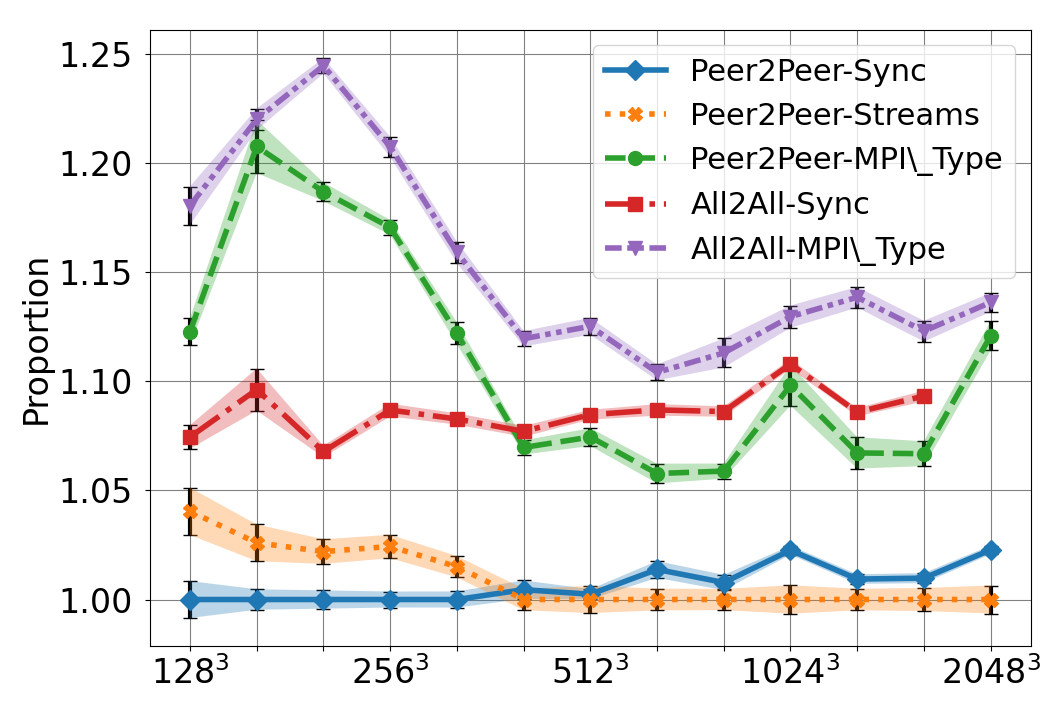 1.25
1.20
1.15
1.10
1.05
1.00
Proportion
Peer2Peer-Sync
Peer2Peer-Streams
Peer2Peer-MPI\_Type
All2All-Sync
All2All-MPI\_Type
128³ 256³ 512³ 1024³ 2048³